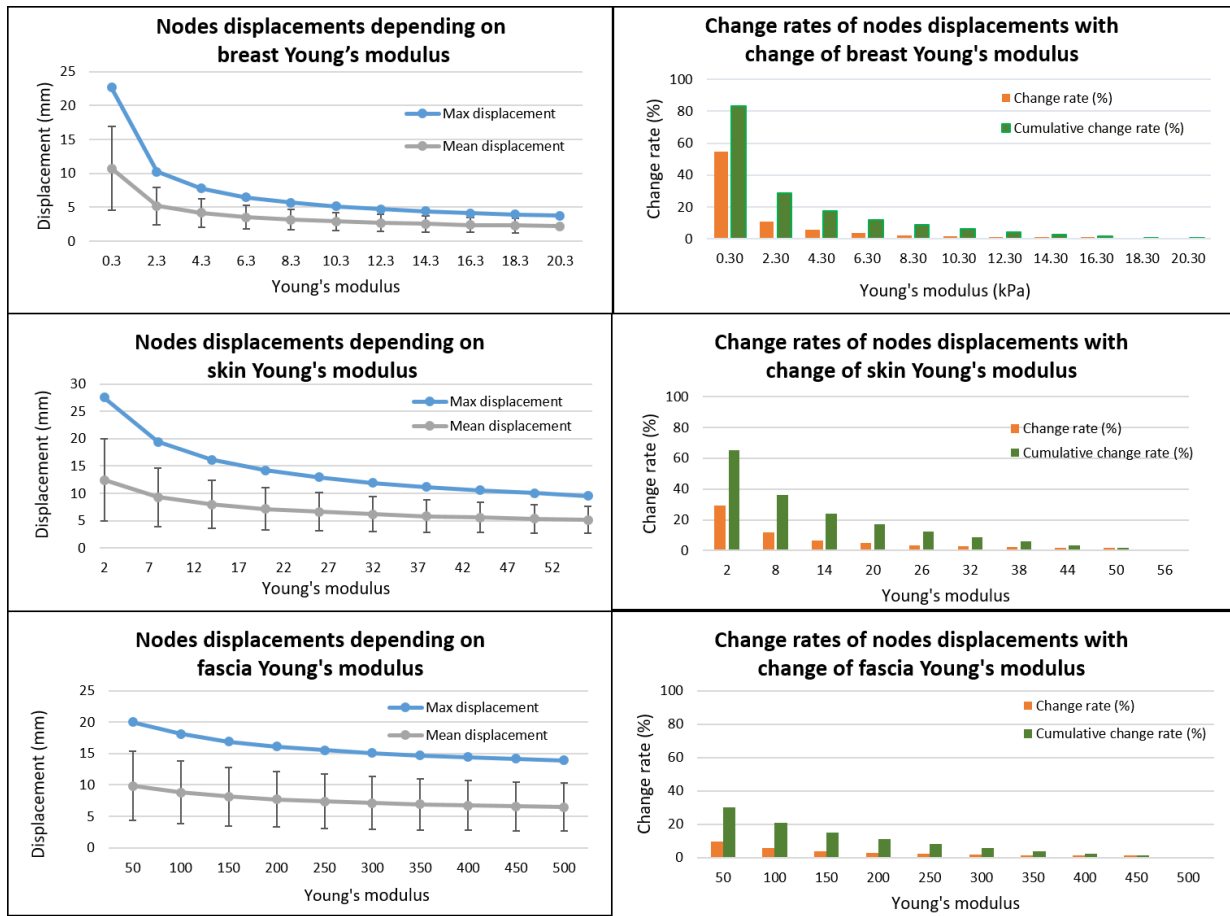 Nodes displacements depending on
breast Young’s modulus
25
20
15
10
5
0
Displacement (mm)
Max displacement
Mean displacement
0.3 2.3 4.3 6.3 8.3 10.3 12.3 14.3 16.3 18.3 20.3
Young's modulus
Change rates of nodes displacements with
change of breast Young's modulus
100
80
60
40
20
0
Change rate (%)
Change rate (%)
Cumulative change rate (%)
0.30 2.30 4.30 6.30 8.30 10.30 12.30 14.30 16.30 18.30 20.30
Young's modulus (kPa)
Nodes displacements depending on
skin Young's modulus
30
25
20
15
10
5
0
Displacement (mm)
Max displacement
Mean displacement
2 7 12 17 22 27 32 37 42 47 52
Young's modulus
Change rates of nodes displacements with
change of skin Young's modulus
100
80
60
40
20
0
Change rate (%)
Change rate (%)
Cumulative change rate (%)
2 8 14 20 26 32 38 44 50 56
Young's modulus
Nodes displacements depending on
fascia Young's modulus
25
20
15
10
5
0
Displacement (mm)
Max displacement
Mean displacement
50 100 150 200 250 300 350 400 450 500
Young's modulus
Change rates of nodes displacements with
change of fascia Young's modulus
100
80
60
40
20
0
Change rate (%)
Change rate (%)
Cumulative change rate (%)
50 100 150 200 250 300 350 400 450 500
Young's modulus